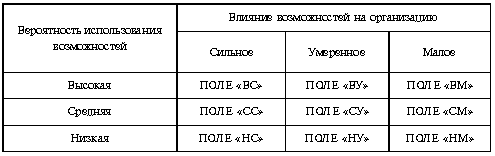 Вероятность использования возможностей
Влияние возможностей на организацию
Сильное Умеренное Малое
Высокая ПОЛЕ «ВС» ПОЛЕ «ВУ» ПОЛЕ «ВМ»
Средняя ПОЛЕ «СС» ПОЛЕ «СУ» ПОЛЕ «СМ»
Низкая ПОЛЕ «НС» ПОЛЕ «НУ» ПОЛЕ «НМ»